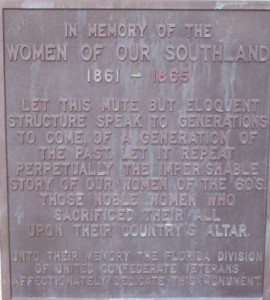 IN MEMORY OF THE
WOMEN OF OUR SOUTHLAND
1861 - 1865
LET THIS MUTE BUT ELOQUENT
STRUCTURE SPEAK TO GENERATIONS
TO COME, OF A GENERATION OF
THE PAST. LET IT REPEAT
PERPETUALLY THE IMPERISHABLE
STORY OF OUR WOMEN OF THE 60'S.
THOSE NOBLE WOMEN WHO
SACRIFICED THEIR ALL
UPON THEIR COUNTRY'S ALTAR.
UNTO THEIR MEMORY THE FLORIDA DIVISION
OF UNITED CONFEDERATE VETERANS
AFFECTIONATELY DEDICATE THIS MONUMENT.